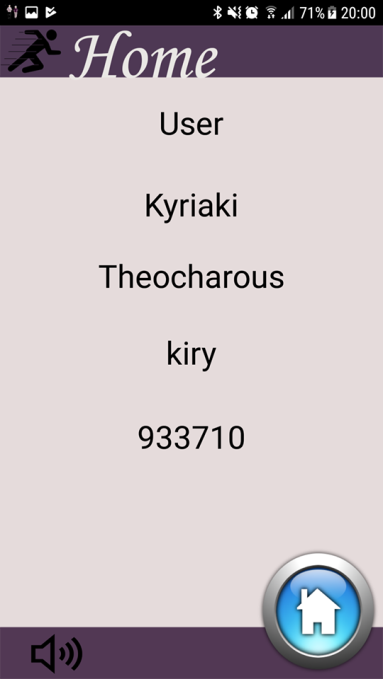 71% 20:00
Home
User
Kyriaki
Theocharous
kiry
933710